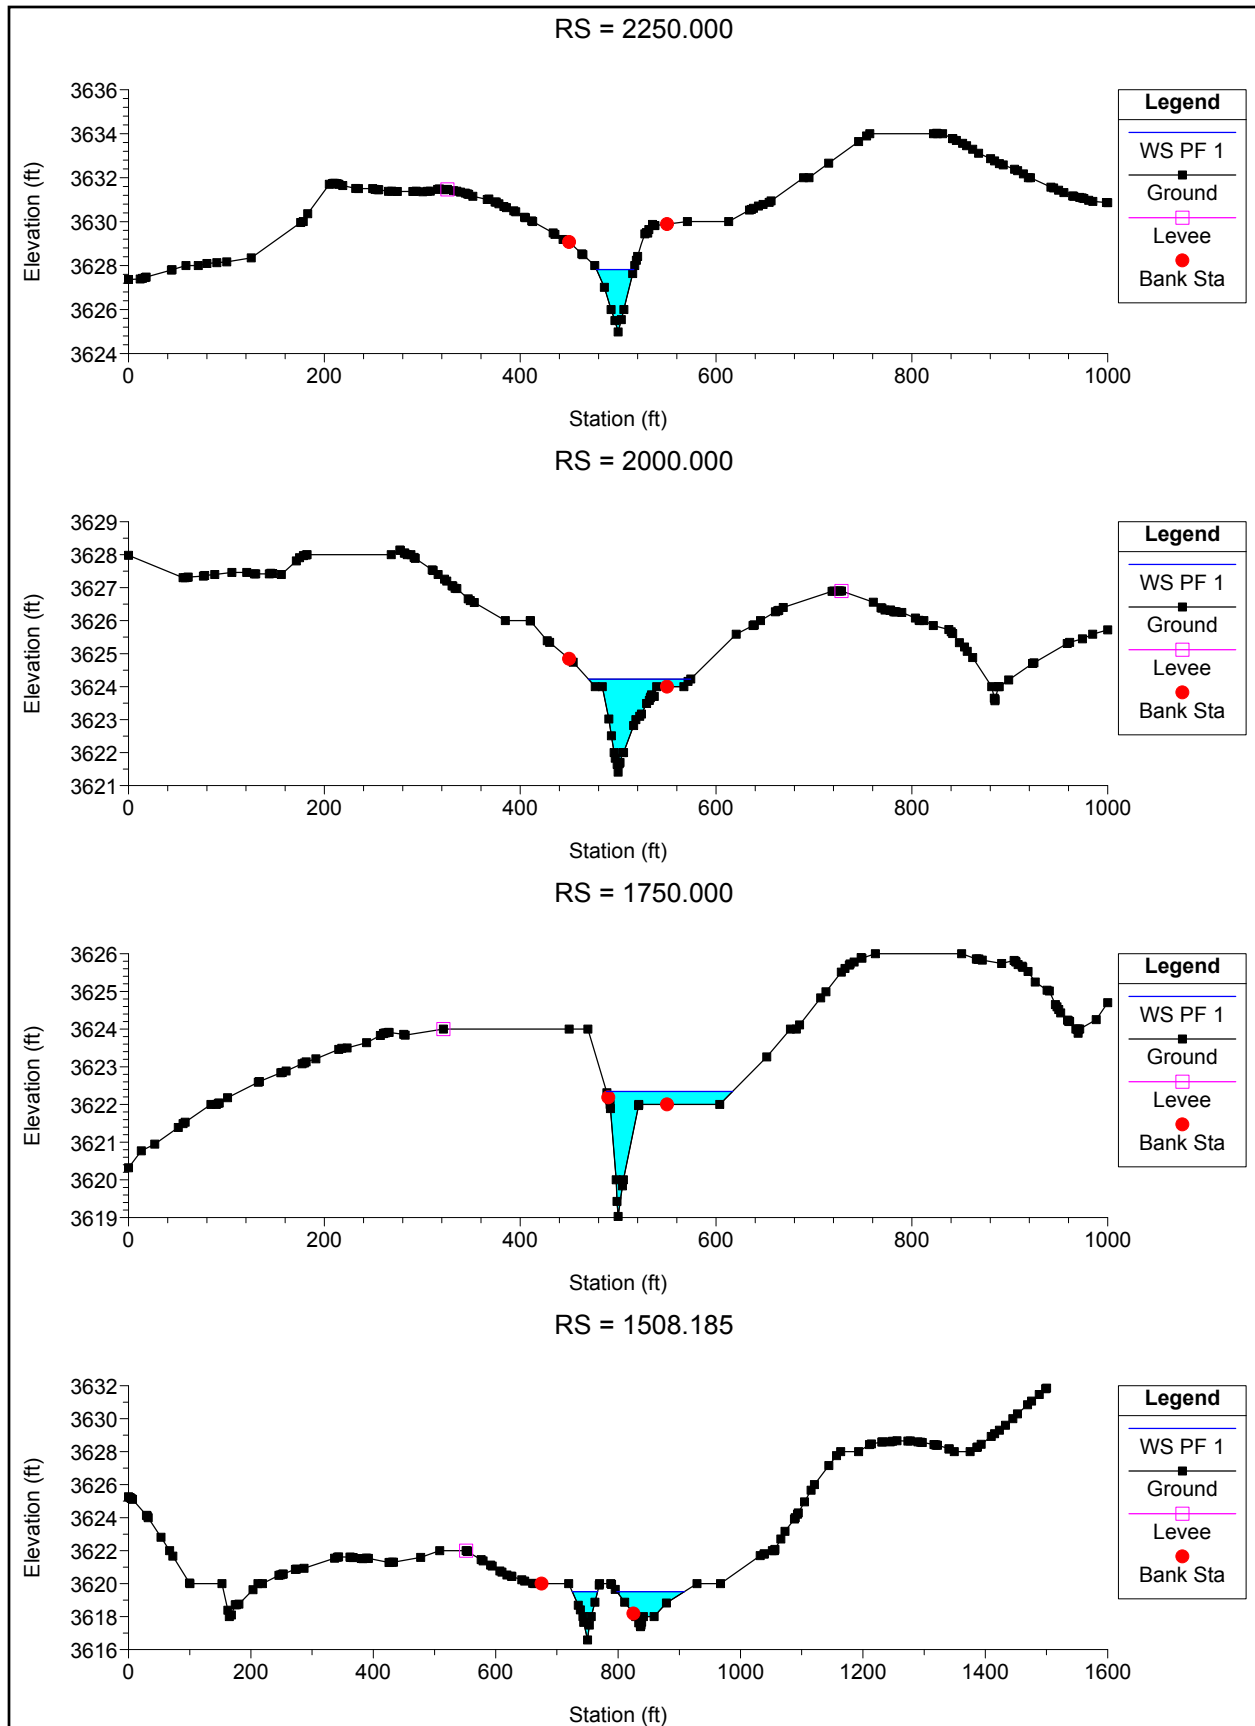 RS = 2250.000
3636
3634
3632
3630
3628
3626
3624
Elevation (ft)
0 200 400 600 800 1000
Station (ft)
Legend
WS PF 1
Ground
Levee
Bank Sta
RS = 2000.000
3629
3628
3627
3626
3625
3624
3623
3622
3621
Elevation (ft)
0 200 400 600 800 1000
Station (ft)
Legend
WS PF 1
Ground
Levee
Bank Sta
RS = 1750.000
3626
3625
3624
3623
3622
3621
3620
3619
Elevation (ft)
0 200 400 600 800 1000
Station (ft)
Legend
WS PF 1
Ground
Levee
Bank Sta
RS = 1508.185
3632
3630
3628
3626
3624
3622
3620
3618
3616
Elevation (ft)
0 200 400 600 800 1000 1200 1400 1600
Station (ft)
Legend
WS PF 1
Ground
Levee
Bank Sta